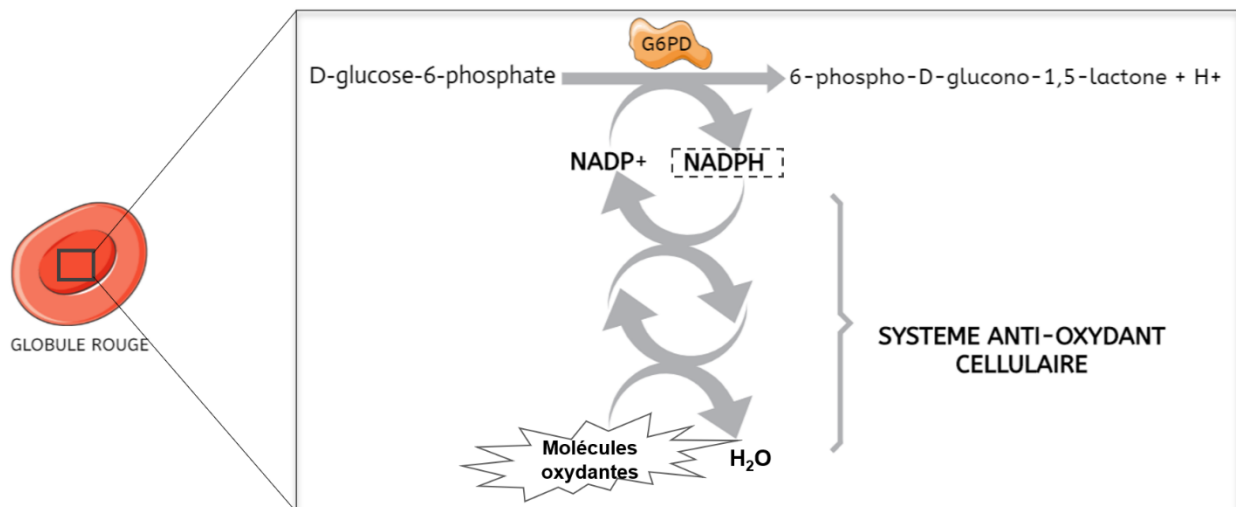 G6PD
D-glucose-6-phosphate
6-phospho-D-glucono-1,5-lactone + H+
NADP+
NADPH
GLOBULE ROUGE
SYSTEME ANTI-OXYDANT
CELLULAIRE
Molécules
oxydantes
H₂O